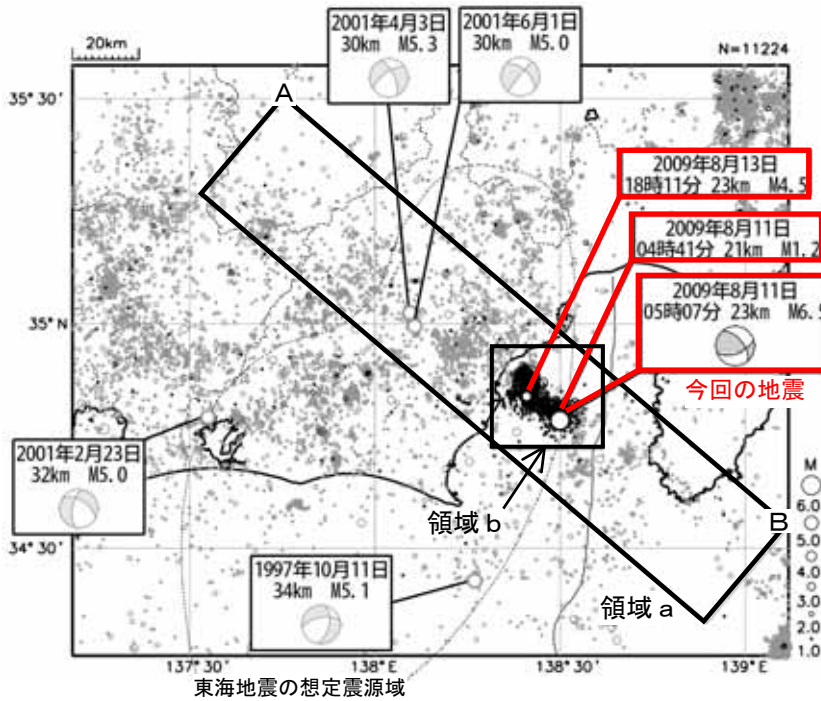 20km
N=11224
2001年4月3日
30km M5.3
2001年6月1日
30km M5.0
35°30'
A
2009年8月13日
18時11分 23km M4.5
2009年8月11日
04時41分 21km M1.2
2009年8月11日
05時07分 23km M6.5
今回の地震
35°N
2001年2月23日
32km M5.0
領域b
B
M
6.0
5.0
4.0
3.0
2.0
1.0
34°30'
1997年10月11日
34km M5.1
領域a
137°30'
138°E
138°30'
139°E
東海地震の想定震源域